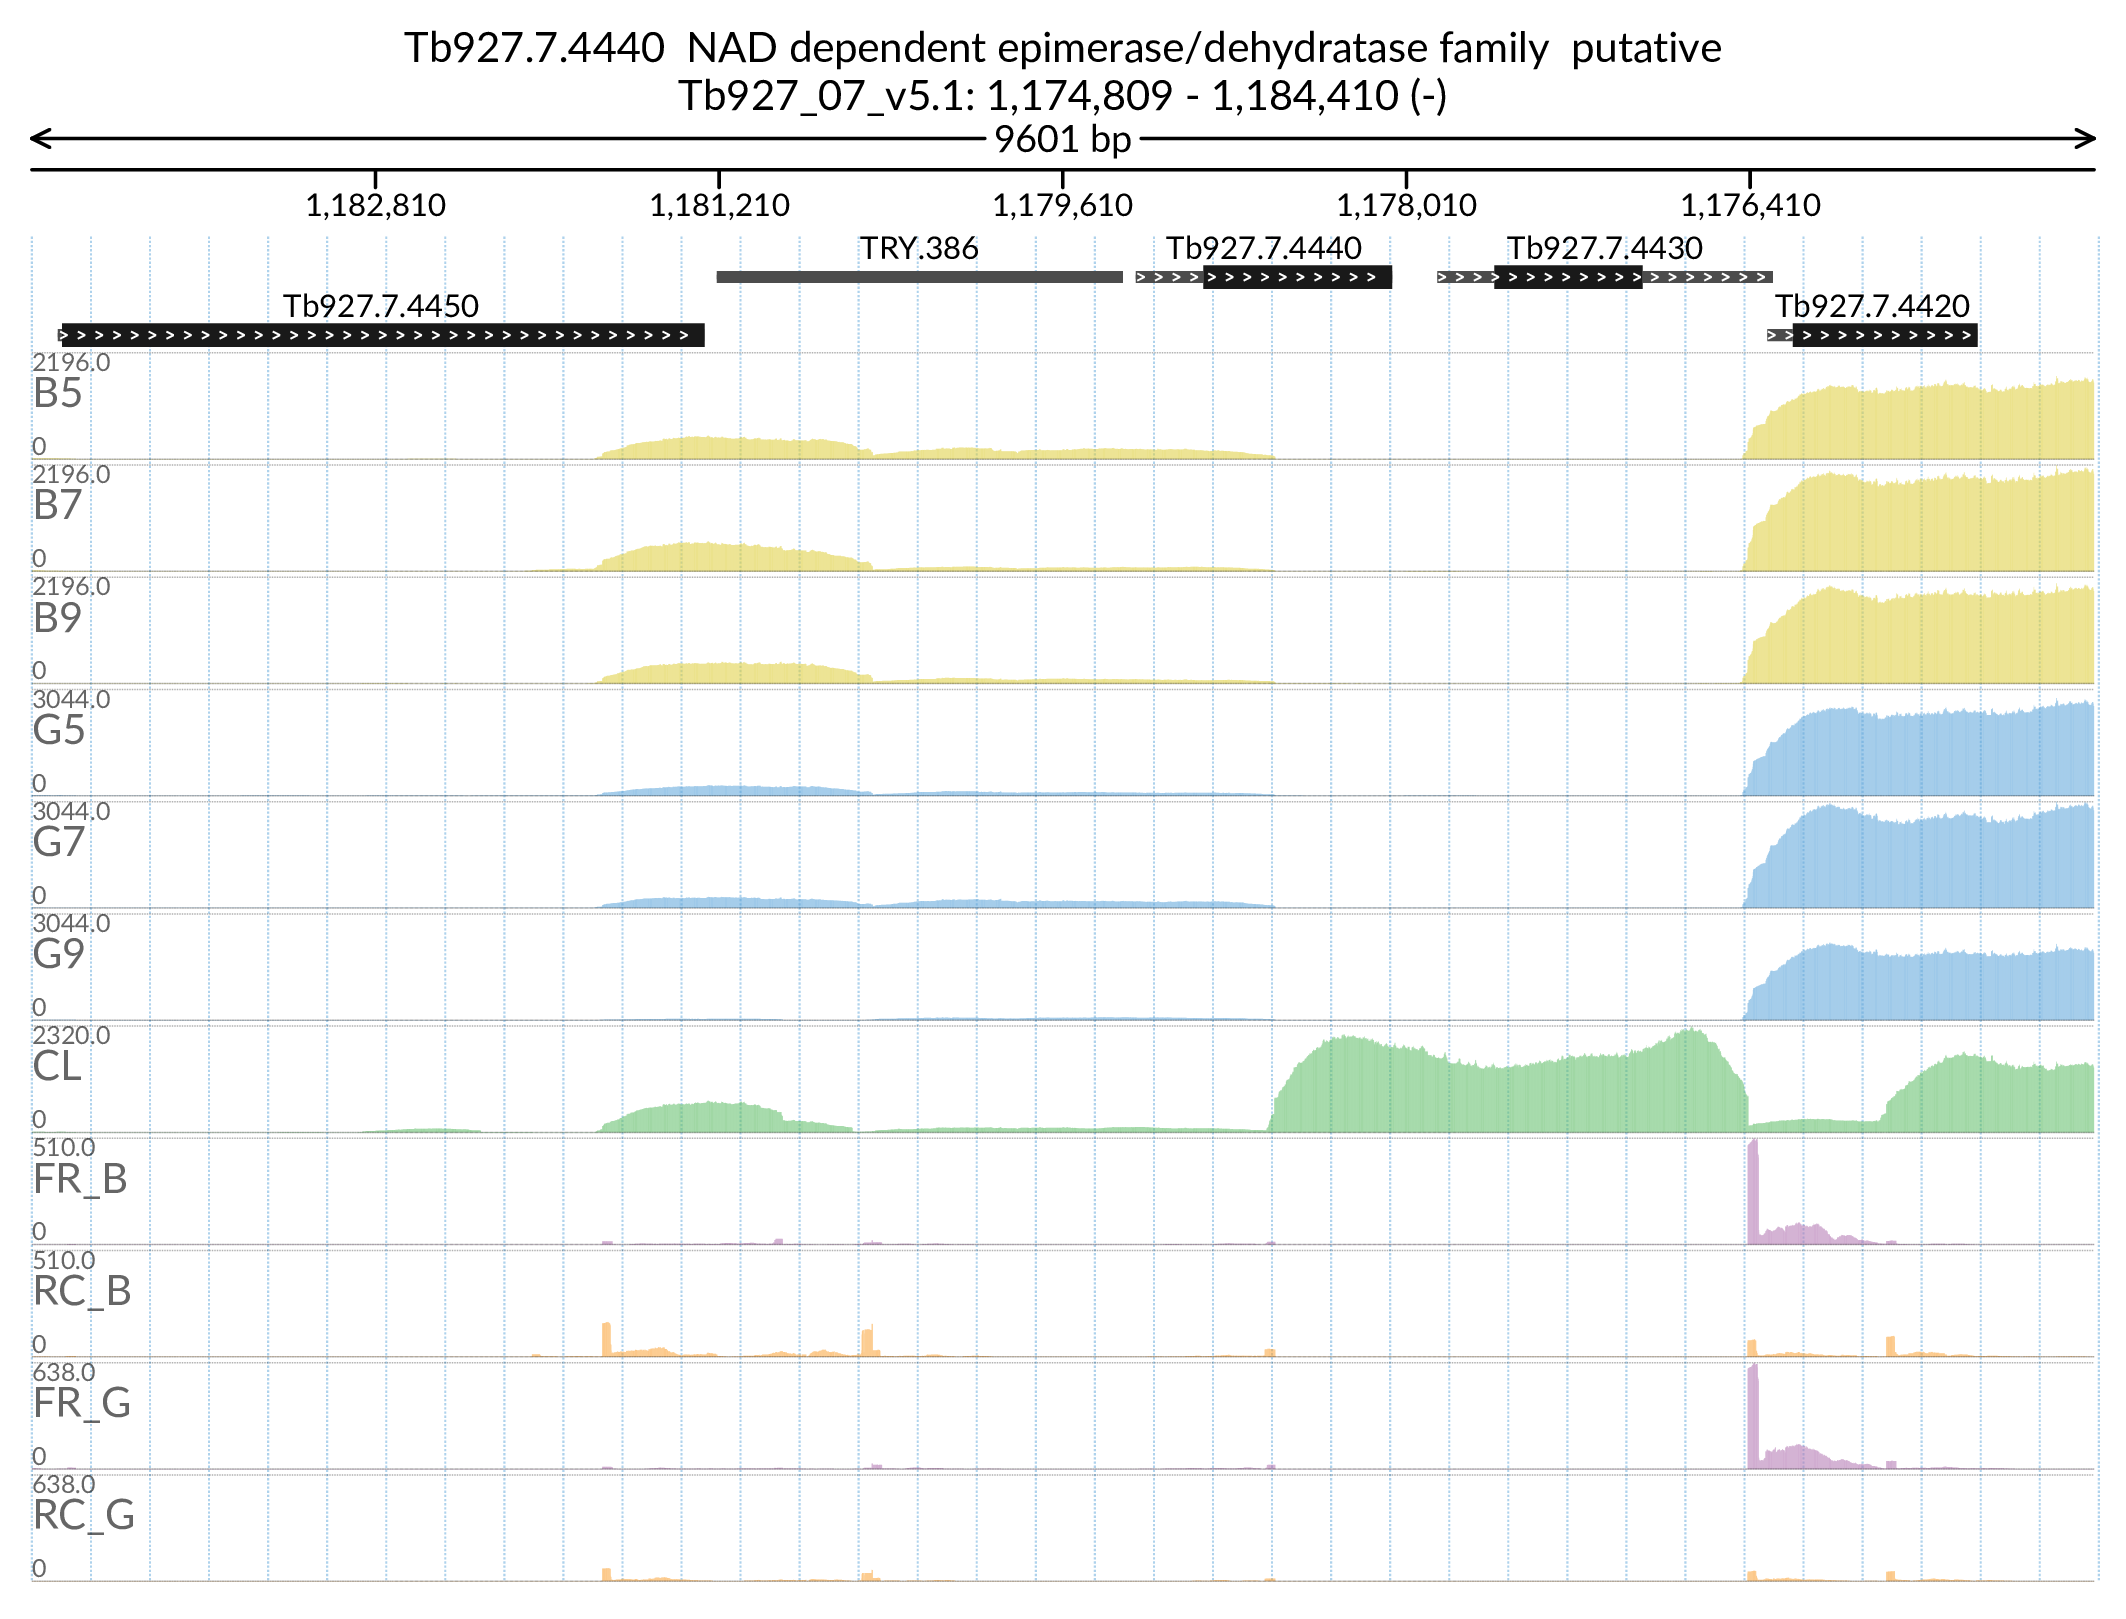 Tb927.7.4440  NAD dependent epimerase/dehydratase family  putative
Tb927_07_v5.1: 1,174,809 - 1,184,410 (-)
9601 bp
1,182,810 1,181,210 1,179,610 1,178,010 1,176,410
TRY.386 Tb927.7.4440 Tb927.7.4430
Tb927.7.4450 Tb927.7.4420
2196.0
B5
0
2196.0
B7
0
2196.0
B9
0
3044.0
G5
0
3044.0
G7
0
3044.0
G9
0
2320.0
CL
0
510.0
FR_B
0
510.0
RC_B
0
638.0
FR_G
0
638.0
RC_G
0